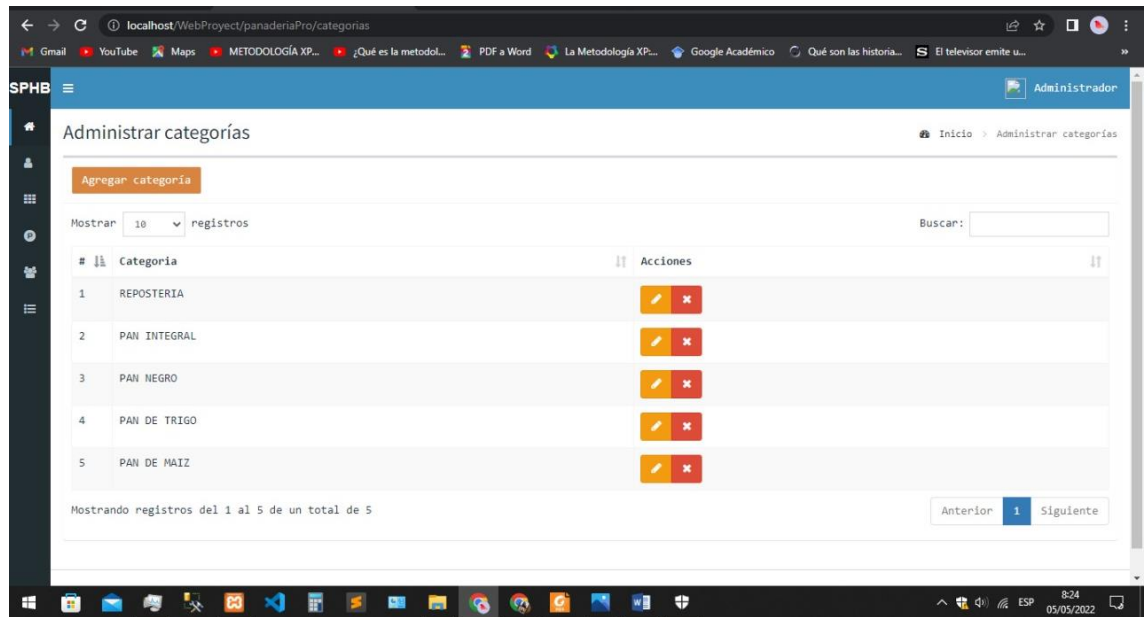 localhost/WebProyect/panaderiaPro/categorias
Gmail YouTube Maps METODOLOGÍA XP... ¿Qué es la metodol... PDF a Word La Metodología XP:... Google Académico Qué son las historia... El televisor emite u... »
SPHB Administrador
Administrar categorías Inicio > Administrar categorías
Agregar categoría
Mostrar 10 registros Buscar:
# Categoria Acciones
1 REPOSTERIA
2 PAN INTEGRAL
3 PAN NEGRO
4 PAN DE TRIGO
5 PAN DE MAIZ
Mostrando registros del 1 al 5 de un total de 5 Anterior 1 Siguiente
ESP 8:24
05/05/2022